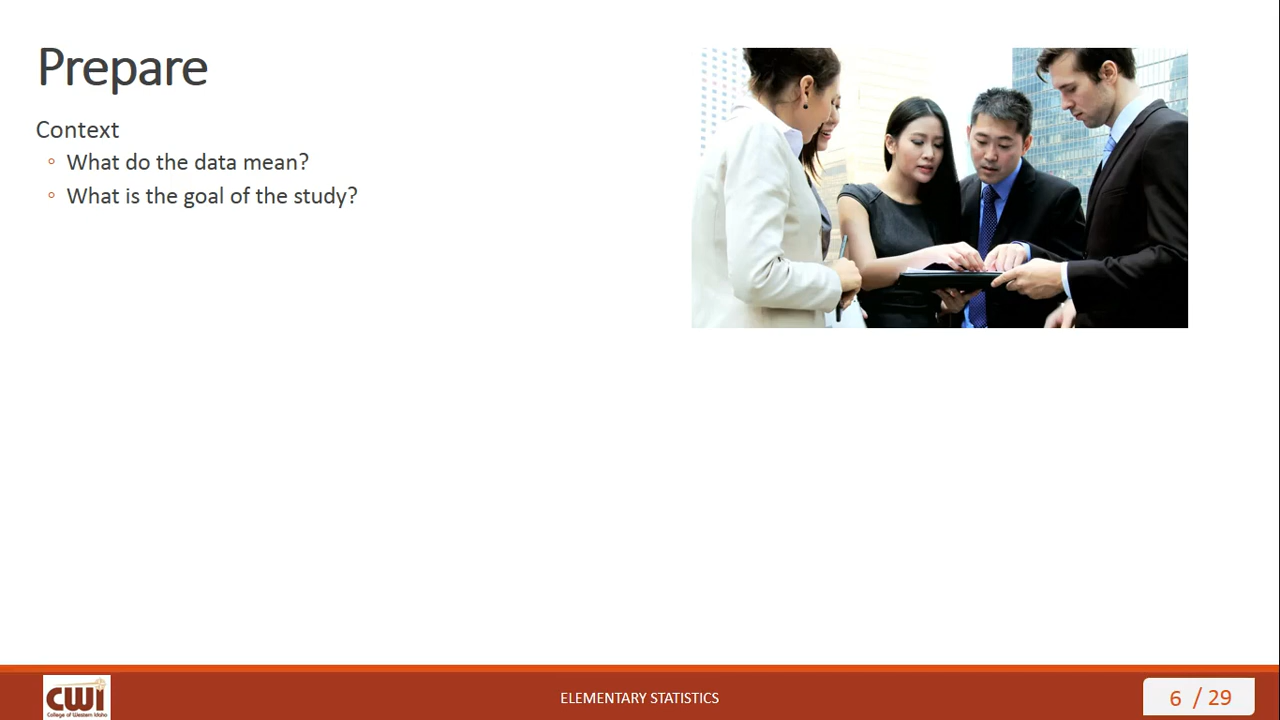 Prepare
Context
◦ What do the data mean?
◦ What is the goal of the study?
CWI
College of Western Idaho
ELEMENTARY STATISTICS
6 / 29